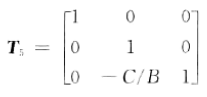 T₅ = [1 0 0
0 1 0
0 -C/B 1]